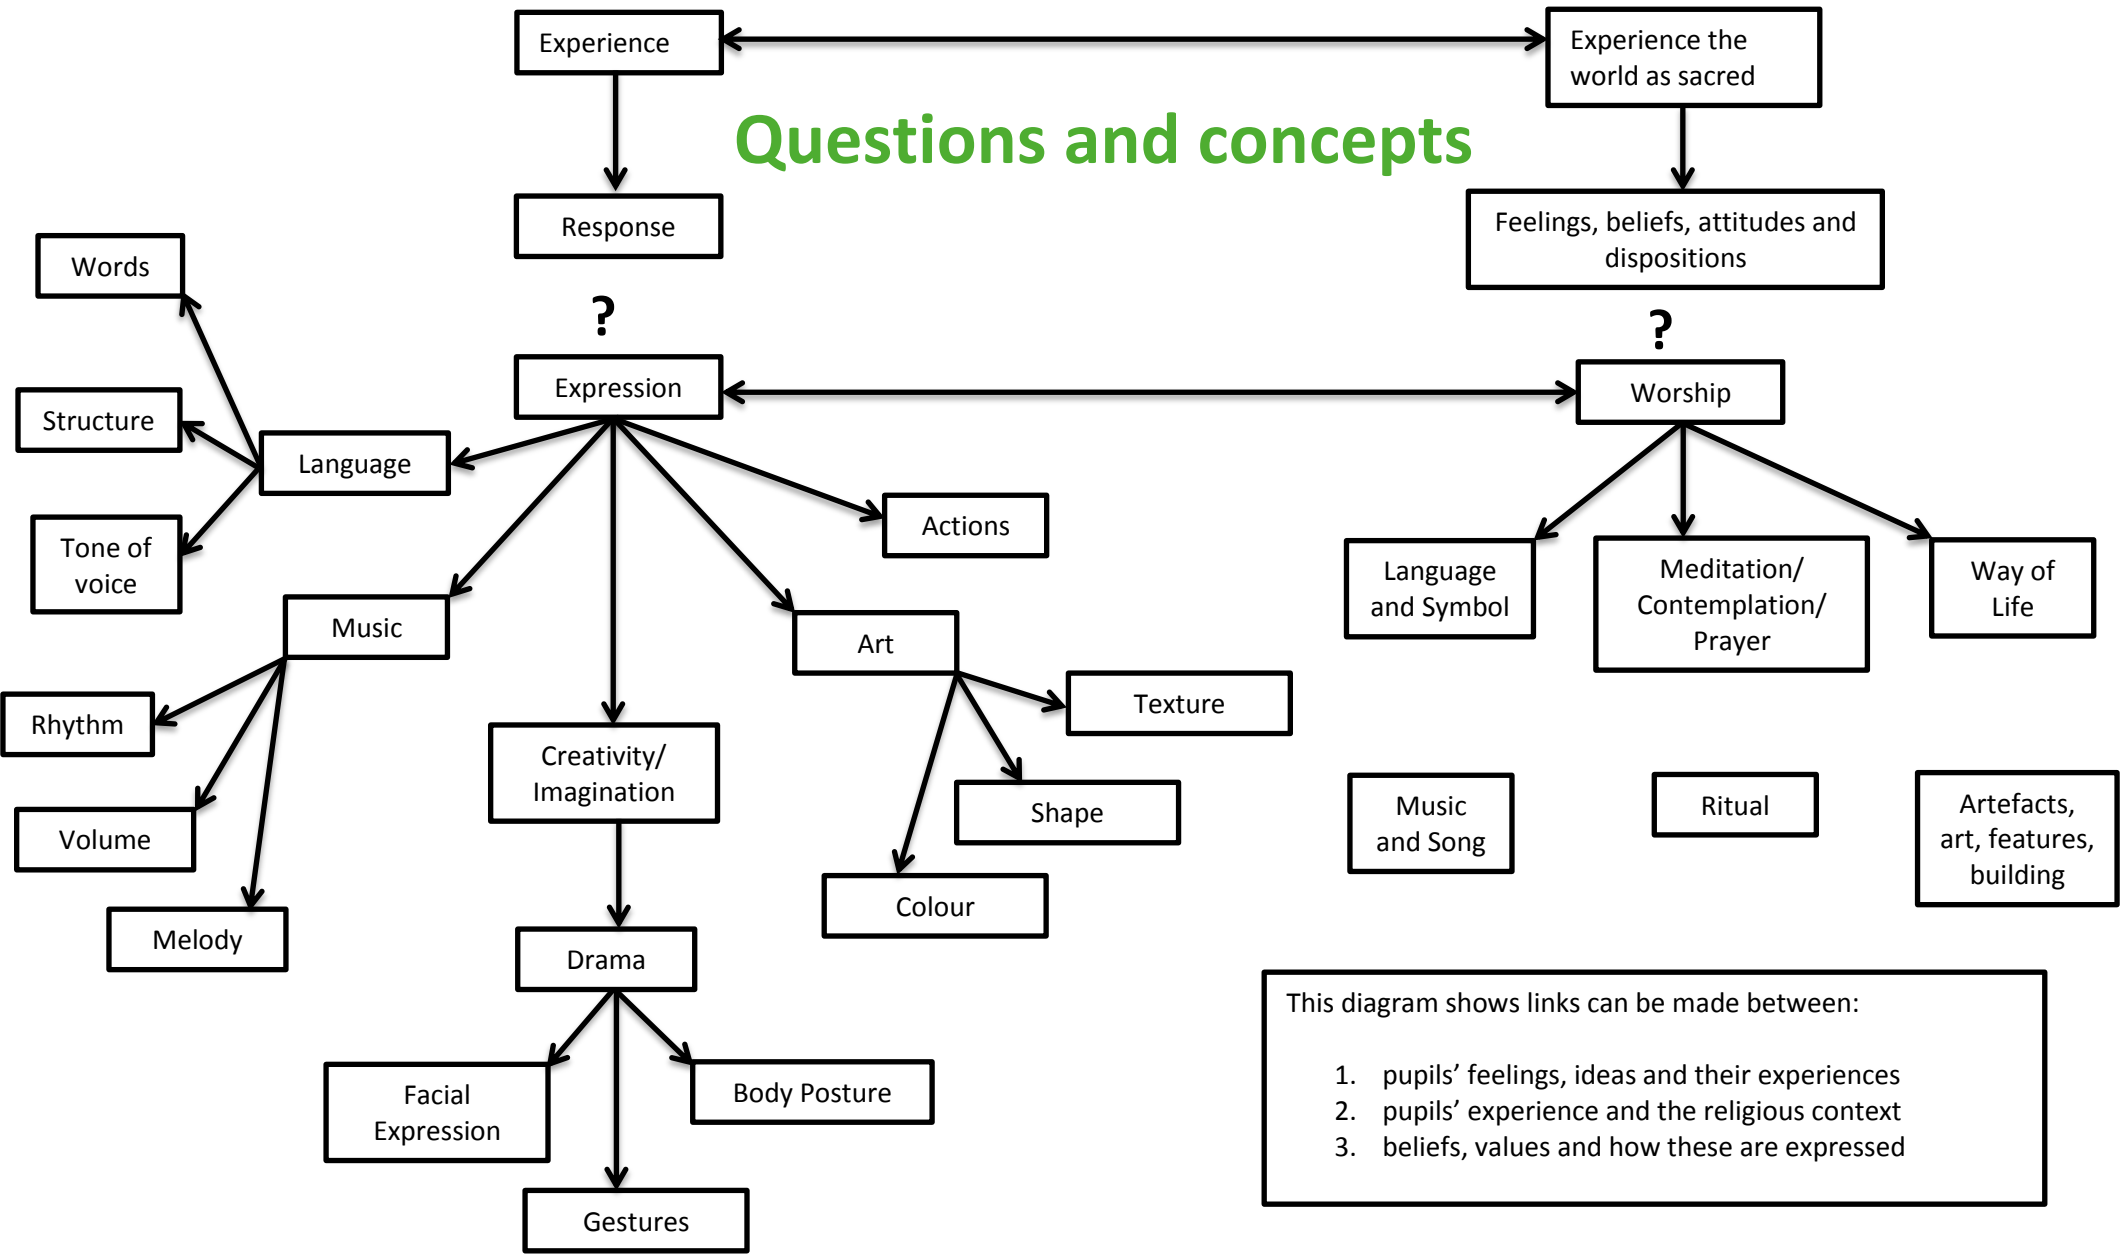 Experience
Experience the
world as sacred
Questions and concepts
Response
Feelings, beliefs, attitudes and
dispositions
Words
?
?
Expression
Worship
Structure
Language
Actions
Tone of
voice
Language
and Symbol
Meditation/
Contemplation/
Prayer
Way of
Life
Music
Art
Texture
Rhythm
Creativity/
Imagination
Shape
Music
and Song
Ritual
Artefacts,
art, features,
building
Volume
Colour
Melody
Drama
This diagram shows links can be made between:
1. pupils’ feelings, ideas and their experiences
2. pupils’ experience and the religious context
3. beliefs, values and how these are expressed
Facial
Expression
Body Posture
Gestures